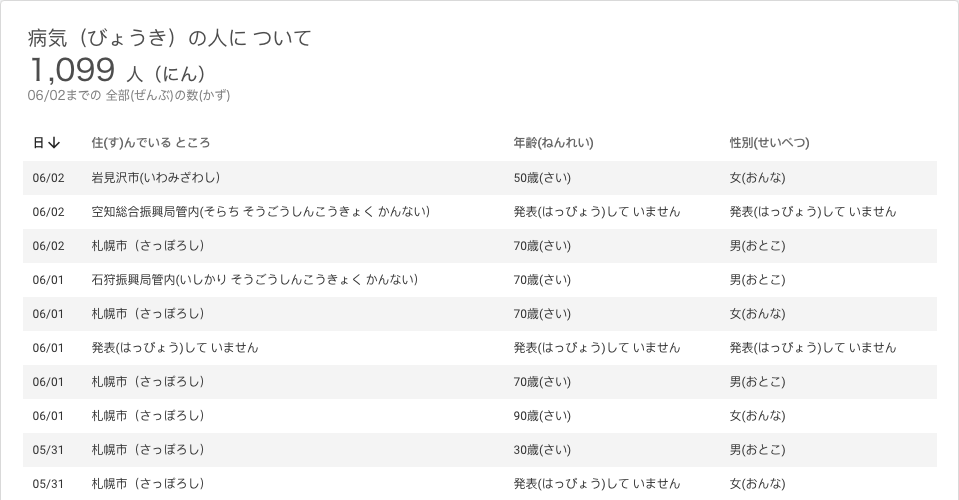 病気（びょうき）の人に ついて
1,099 人（にん）
06/02までの 全部(ぜんぶ)の数(かず)
日↓ 住(す)んでいる ところ 年齢(ねんれい) 性別(せいべつ)
06/02 岩見沢市(いわみざわし） 50歳(さい) 女(おんな)
06/02 空知総合振興局管内(そらち そうごうしんこうきょく かんない） 発表(はっぴょう)して いません 発表(はっぴょう)して いません
06/02 札幌市（さっぽろし） 70歳(さい) 男(おとこ)
06/01 石狩振興局管内(いしかり そうごうしんこうきょく かんない） 70歳(さい) 男(おとこ)
06/01 札幌市（さっぽろし） 70歳(さい) 女(おんな)
06/01 発表(はっぴょう)して いません 発表(はっぴょう)して いません 発表(はっぴょう)して いません
06/01 札幌市（さっぽろし） 70歳(さい) 男(おとこ)
06/01 札幌市（さっぽろし） 90歳(さい) 女(おんな)
05/31 札幌市（さっぽろし） 30歳(さい) 男(おとこ)
05/31 札幌市（さっぽろし） 発表(はっぴょう)して いません 女(おんな)